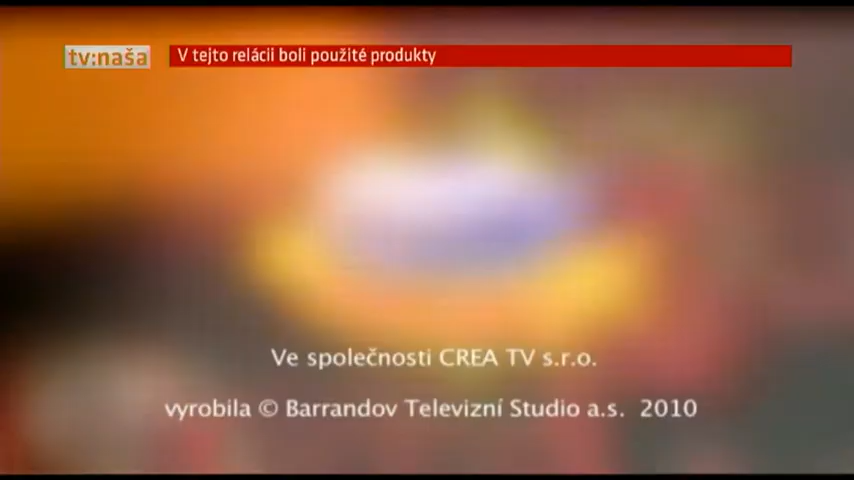 tv:naša
V tejto relácii boli použité produkty
Ve společnosti CREA TV s.r.o.
vyrobila © Barrandov Televizní Studio a.s. 2010